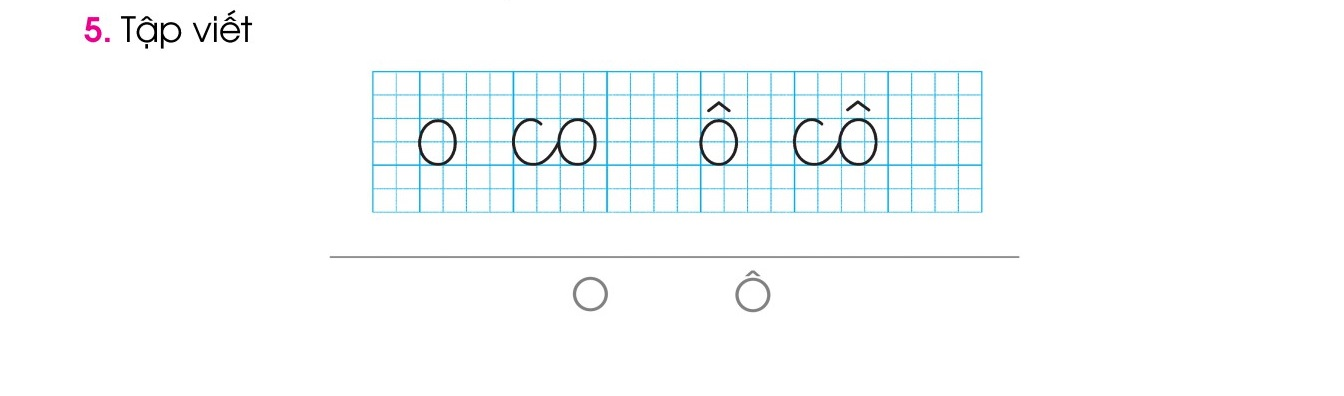 5. Tập viết
o co ô cô
O Ô